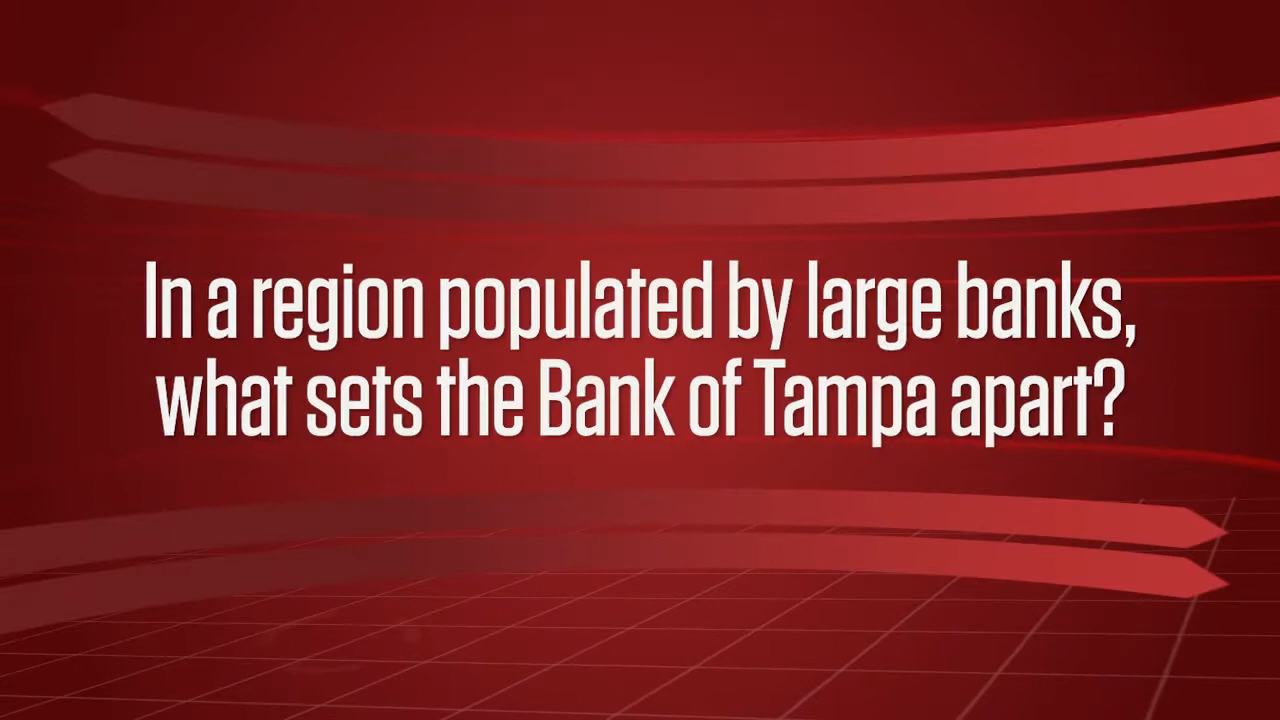 In a region populated by large banks,
what sets the Bank of Tampa apart?